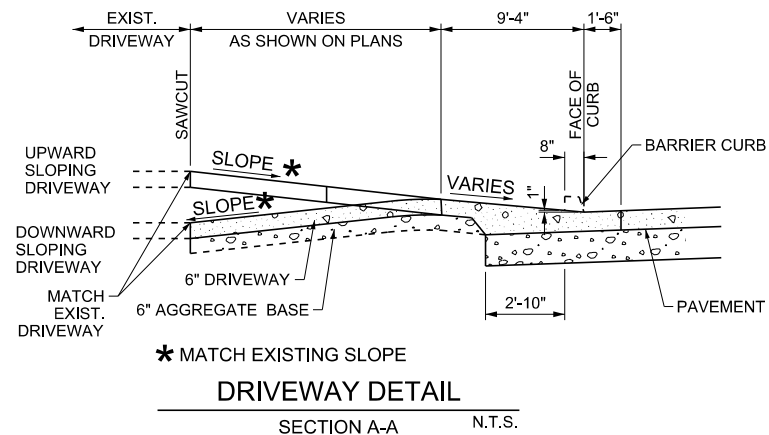 EXIST.
DRIVEWAY
VARIES
AS SHOWN ON PLANS
9'-4"
1'-6"
SAWCUT
FACE OF
CURB
8"
BARRIER CURB
UPWARD
SLOPING
DRIVEWAY
SLOPE *
VARIES
1"
SLOPE *
DOWNWARD
SLOPING
DRIVEWAY
6" DRIVEWAY
MATCH
EXIST.
DRIVEWAY
6" AGGREGATE BASE
2'-10"
PAVEMENT
* MATCH EXISTING SLOPE
DRIVEWAY DETAIL
SECTION A-A
N.T.S.